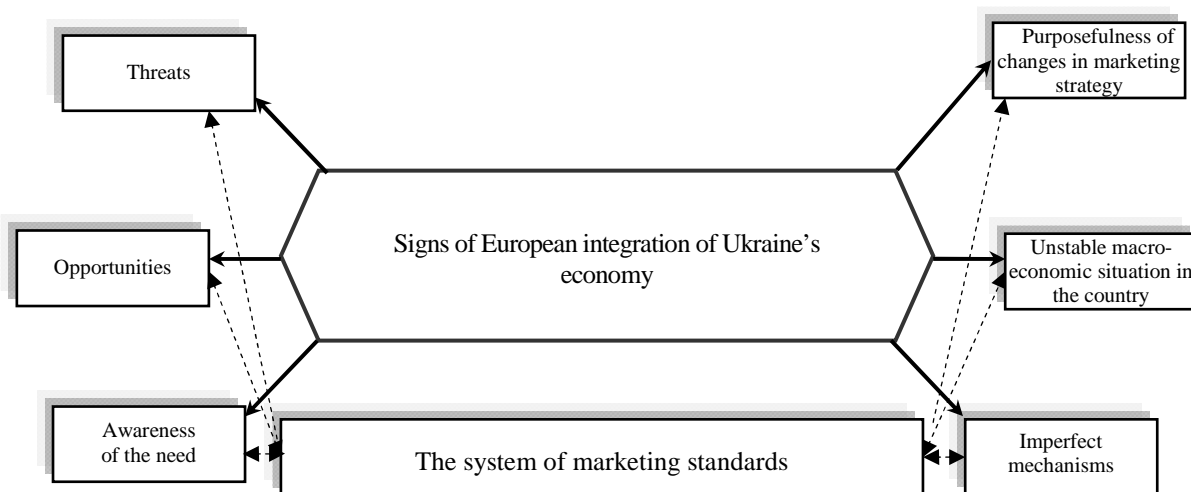 Threats
Purposefulness of
changes in marketing
strategy
Opportunities
Signs of European integration of Ukraine’s
economy
Unstable macro-
economic situation in
the country
Awareness
of the need
The system of marketing standards
Imperfect
mechanisms